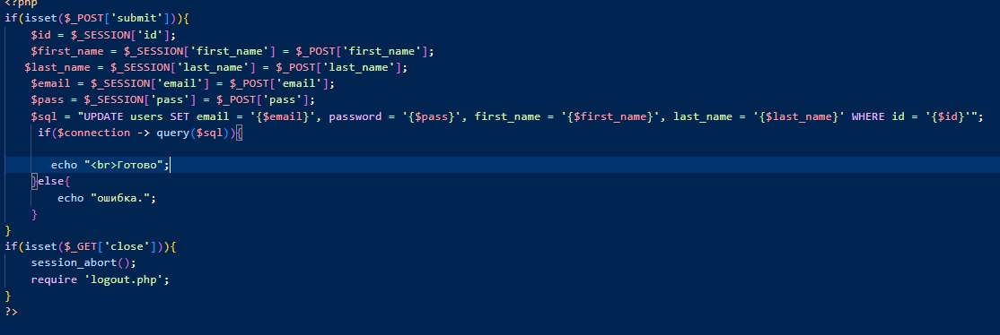 <?php
if(isset($_POST['submit'])){
    $id = $_SESSION['id'];
    $first_name = $_SESSION['first_name'] = $_POST['first_name'];
   $last_name = $_SESSION['last_name'] = $_POST['last_name'];
    $email = $_SESSION['email'] = $_POST['email'];
    $pass = $_SESSION['pass'] = $_POST['pass'];
    $sql = "UPDATE users SET email = '{$email}', password = '{$pass}', first_name = '{$first_name}', last_name = '{$last_name}' WHERE id = '{$id}'";
     if($connection -> query($sql)){
       echo "<br>Готово";
    }else{
        echo "ошибка.";
    }
}
if(isset($_GET['close'])){
    session_abort();
    require 'logout.php';
}
?>